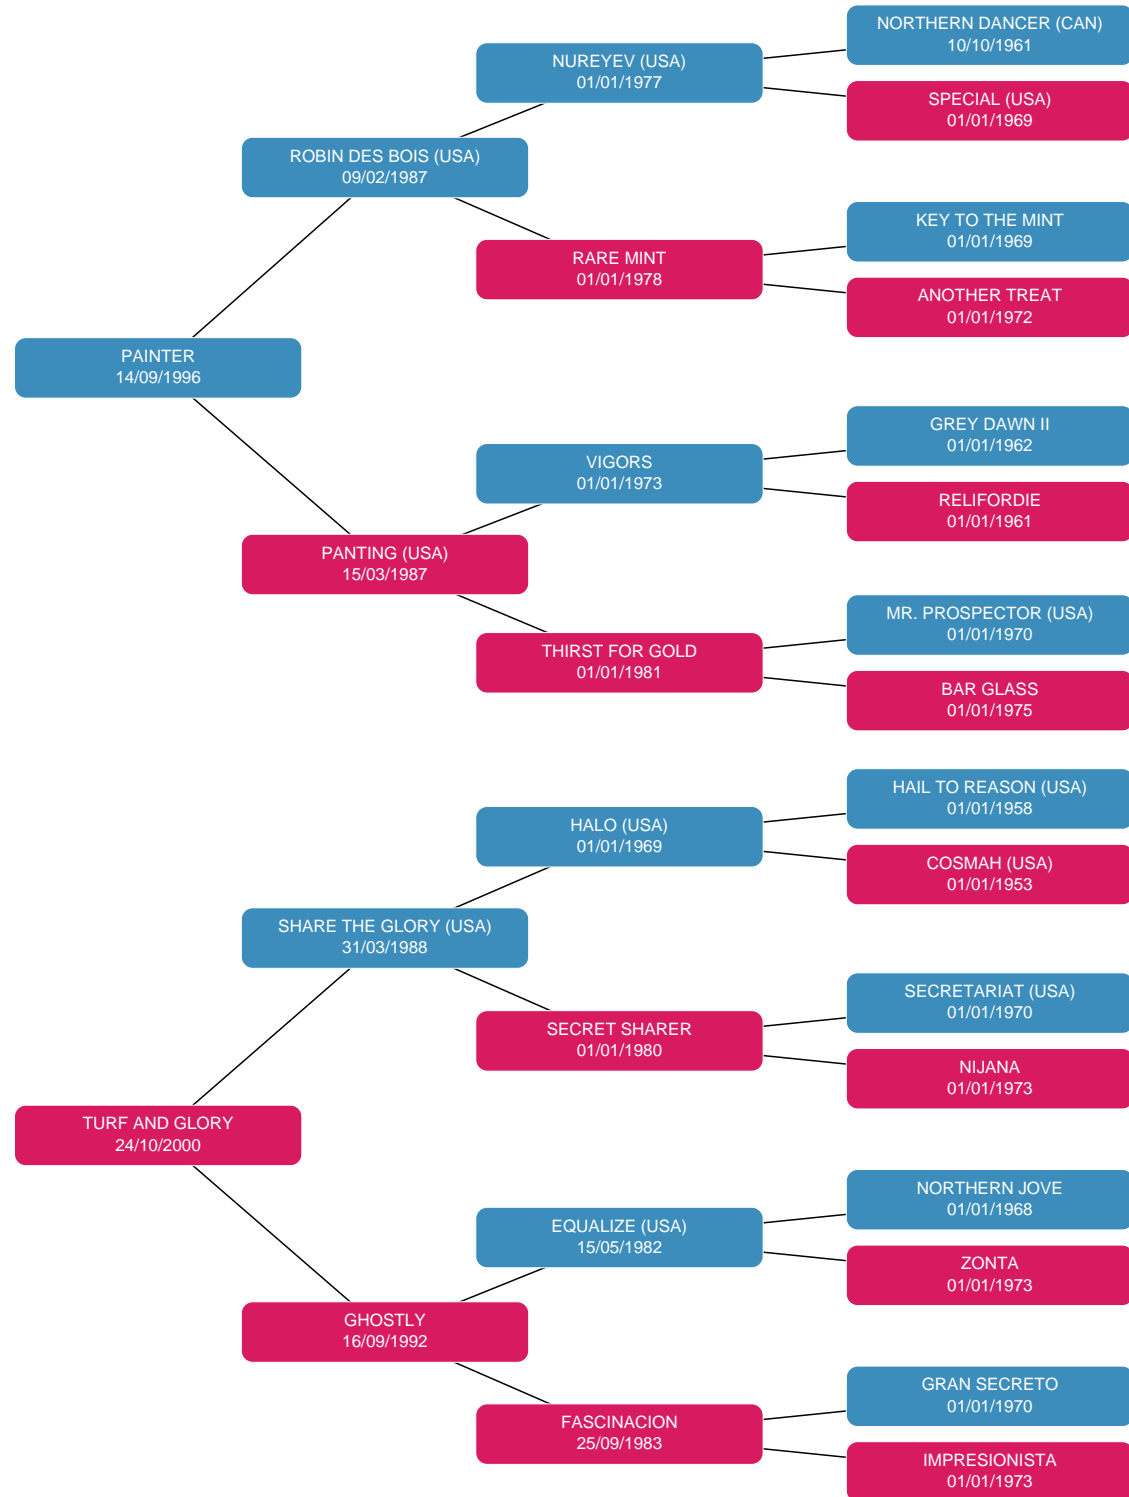 NORTHERN DANCER (CAN)
10/10/1961
NUREYEV (USA)
01/01/1977
SPECIAL (USA)
01/01/1969
ROBIN DES BOIS (USA)
09/02/1987
KEY TO THE MINT
01/01/1969
RARE MINT
01/01/1978
ANOTHER TREAT
01/01/1972
PAINTER
14/09/1996
GREY DAWN II
01/01/1962
VIGORS
01/01/1973
RELIFORDIE
01/01/1961
PANTING (USA)
15/03/1987
MR. PROSPECTOR (USA)
01/01/1970
THIRST FOR GOLD
01/01/1981
BAR GLASS
01/01/1975
HAIL TO REASON (USA)
01/01/1958
HALO (USA)
01/01/1969
COSMAH (USA)
01/01/1953
SHARE THE GLORY (USA)
31/03/1988
SECRETARIAT (USA)
01/01/1970
SECRET SHARER
01/01/1980
NIJANA
01/01/1973
TURF AND GLORY
24/10/2000
NORTHERN JOVE
01/01/1968
EQUALIZE (USA)
15/05/1982
ZONTA
01/01/1973
GHOSTLY
16/09/1992
GRAN SECRETO
01/01/1970
FASCINACION
25/09/1983
IMPRESIONISTA
01/01/1973